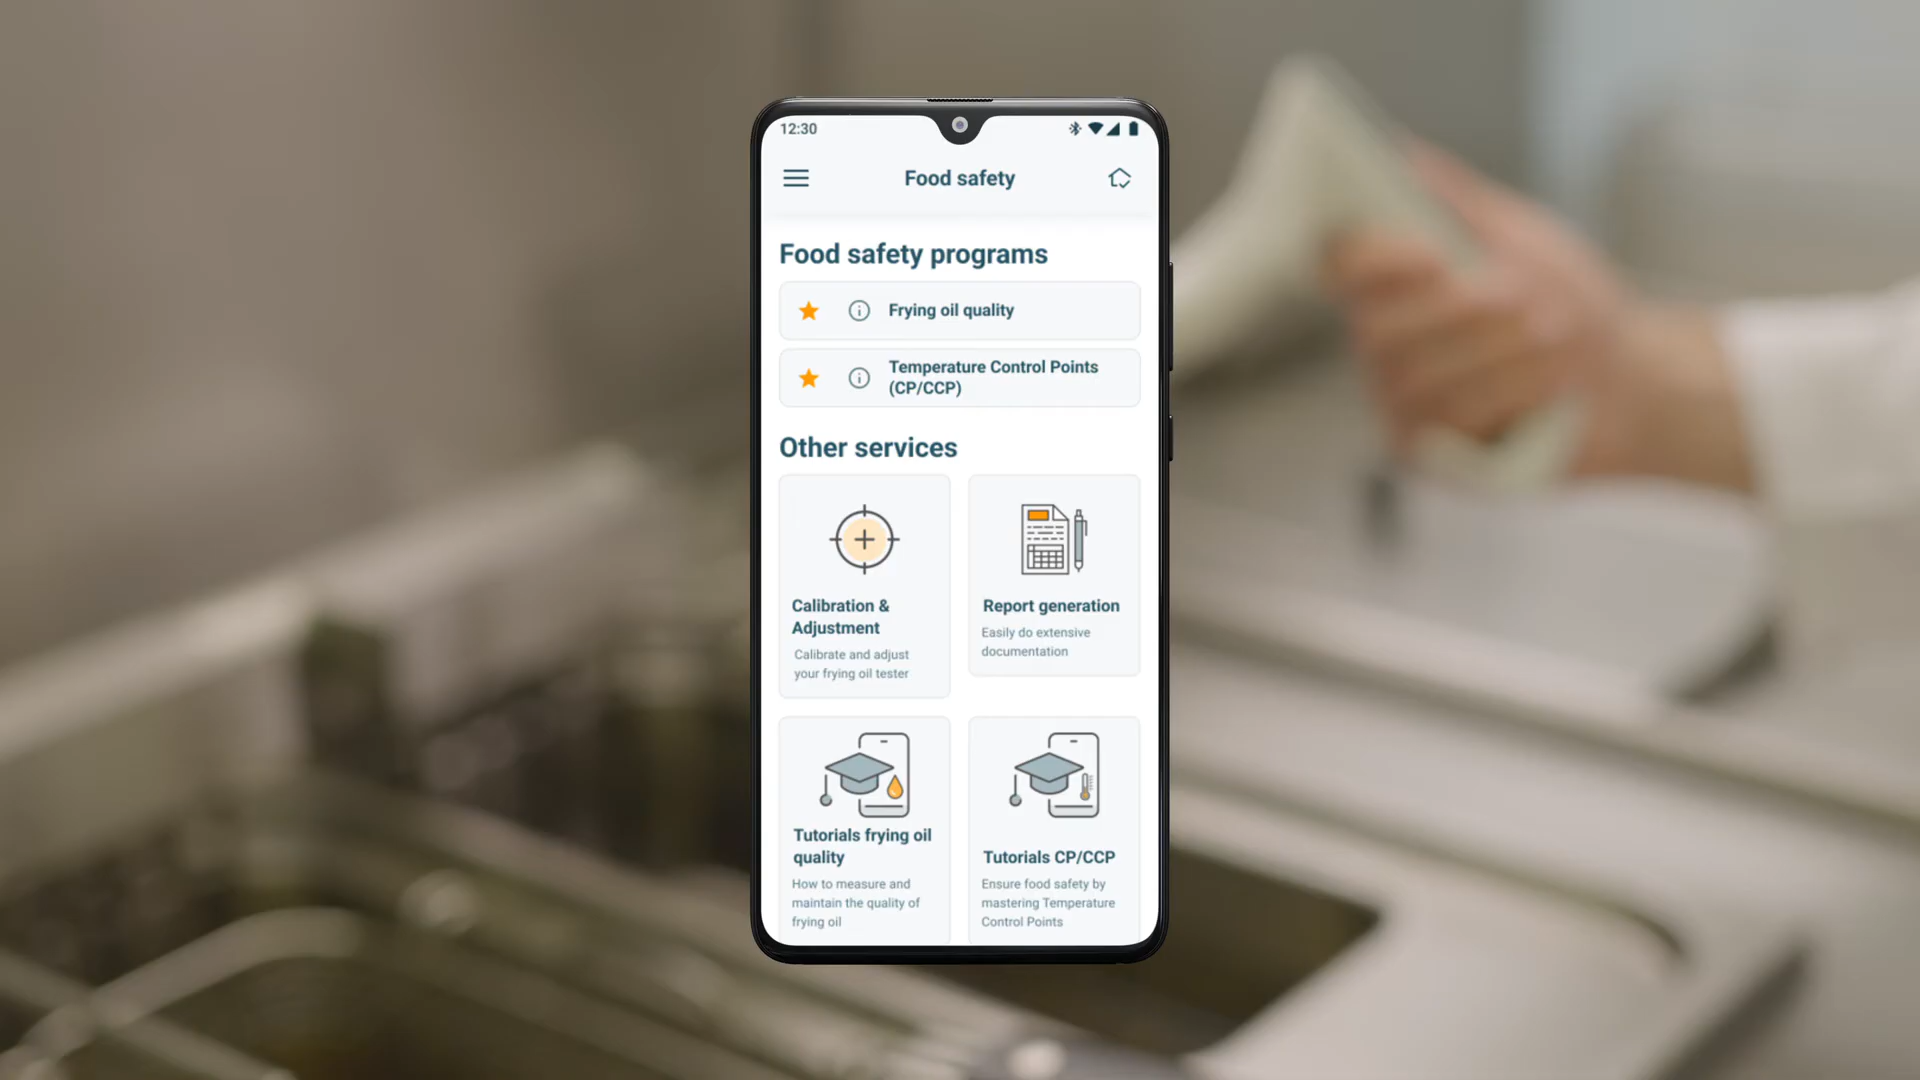 12:30
Food safety
Food safety programs
Frying oil quality
Temperature Control Points
(CP/CCP)
Other services
Calibration &
Adjustment
Calibrate and adjust
your frying oil tester
Report generation
Easily do extensive
documentation
Tutorials frying oil
quality
How to measure and
maintain the quality of
frying oil
Tutorials CP/CCP
Ensure food safety by
mastering Temperature
Control Points